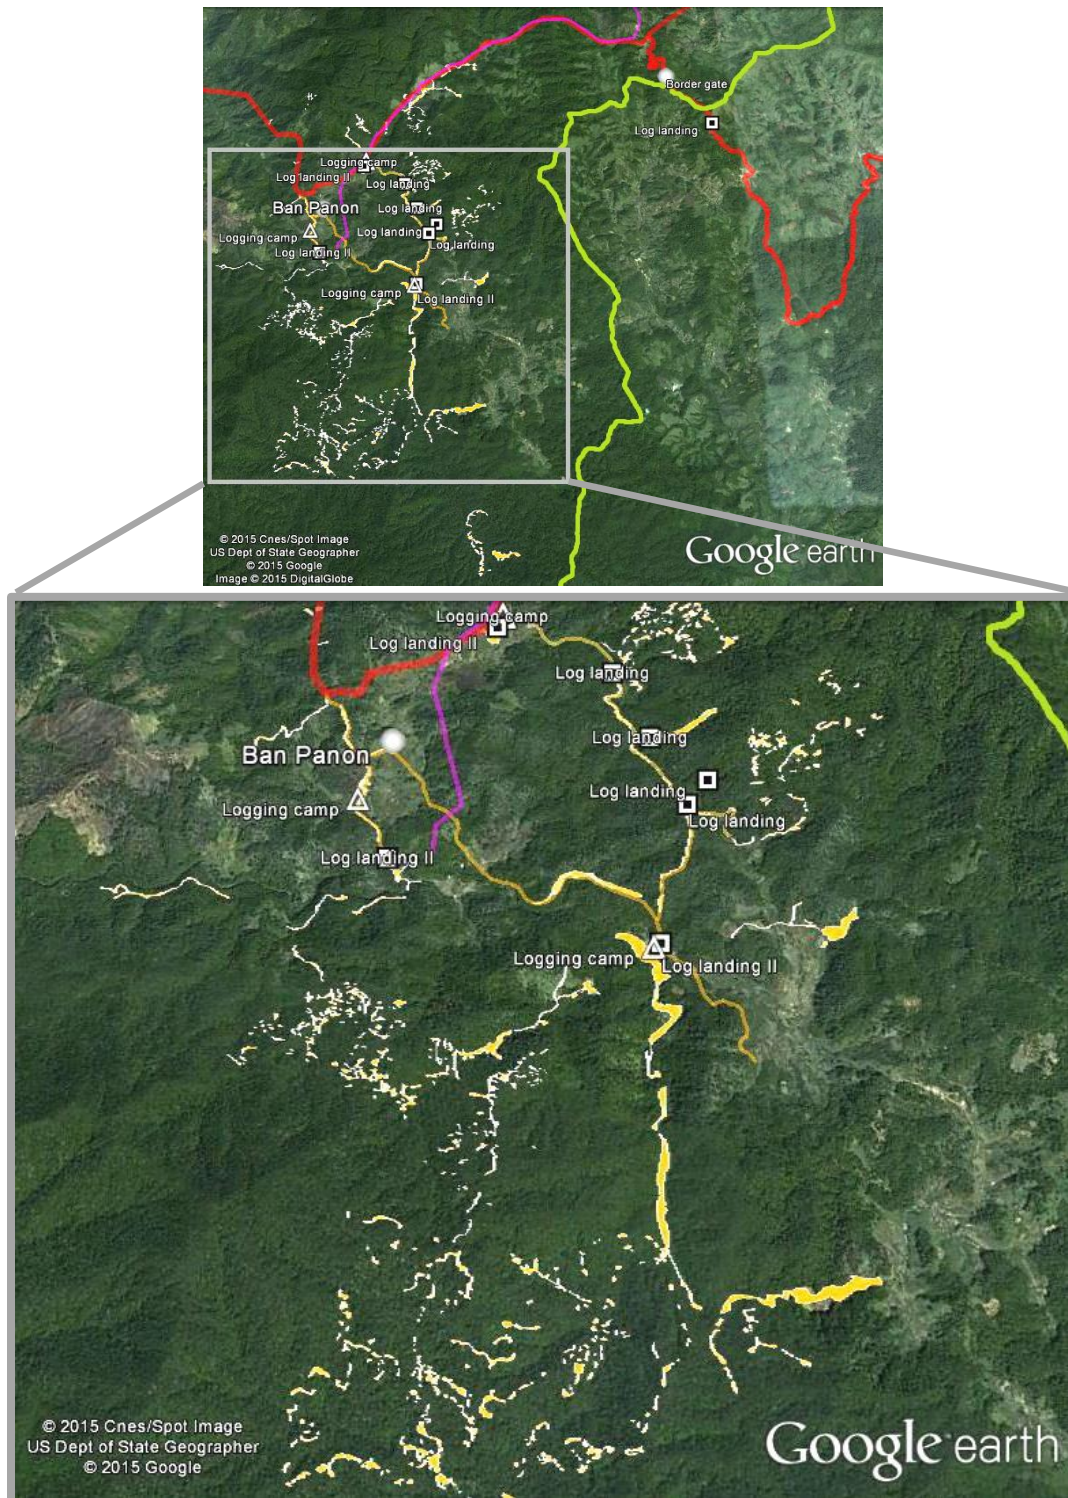 Border gate
Log landing
Logging camp
Log landing II
Log landing
Ban Panon
Log landing
Logging camp
Log landing
Log landing
Log landing II
Logging camp
Log landing II
© 2015 Cnes/Spot Image
US Dept of State Geographer
© 2015 Google
Image © 2015 DigitalGlobe
Google earth
Logging camp
Log landing II
Log landing
Log landing
Ban Panon
Log landing
Logging camp
Log landing
Log landing II
Logging camp
Log landing II
© 2015 Cnes/Spot Image
US Dept of State Geographer
© 2015 Google
Google earth